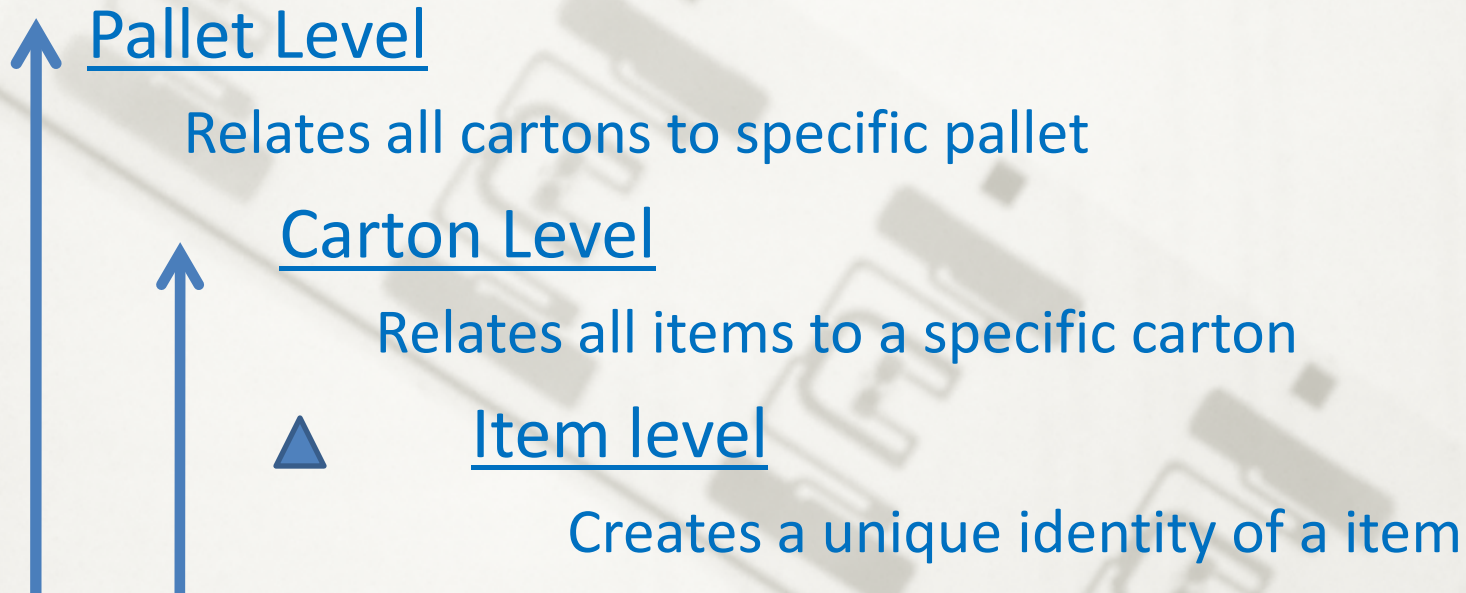 Pallet Level
Relates all cartons to specific pallet
Carton Level
Relates all items to a specific carton
Item level
Creates a unique identity of a item